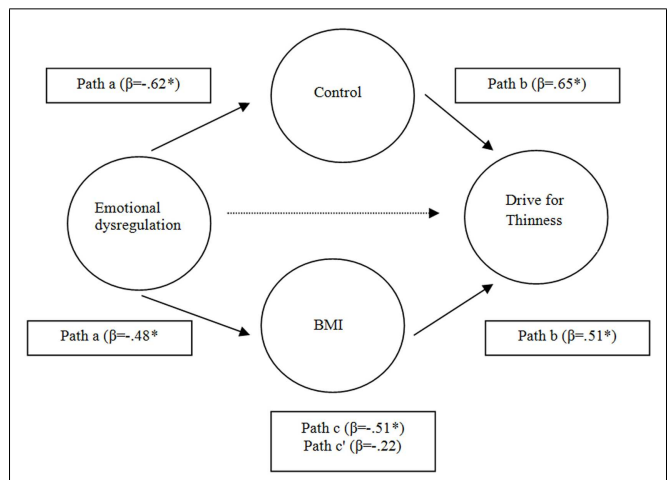 Path a (β=-.62*)
Control
Path b (β=.65*)
Emotional
dysregulation
Drive for
Thinness
Path a (β=-.48*
BMI
Path b (β=.51*)
Path c (β=-.51*)
Path c' (β=-.22)